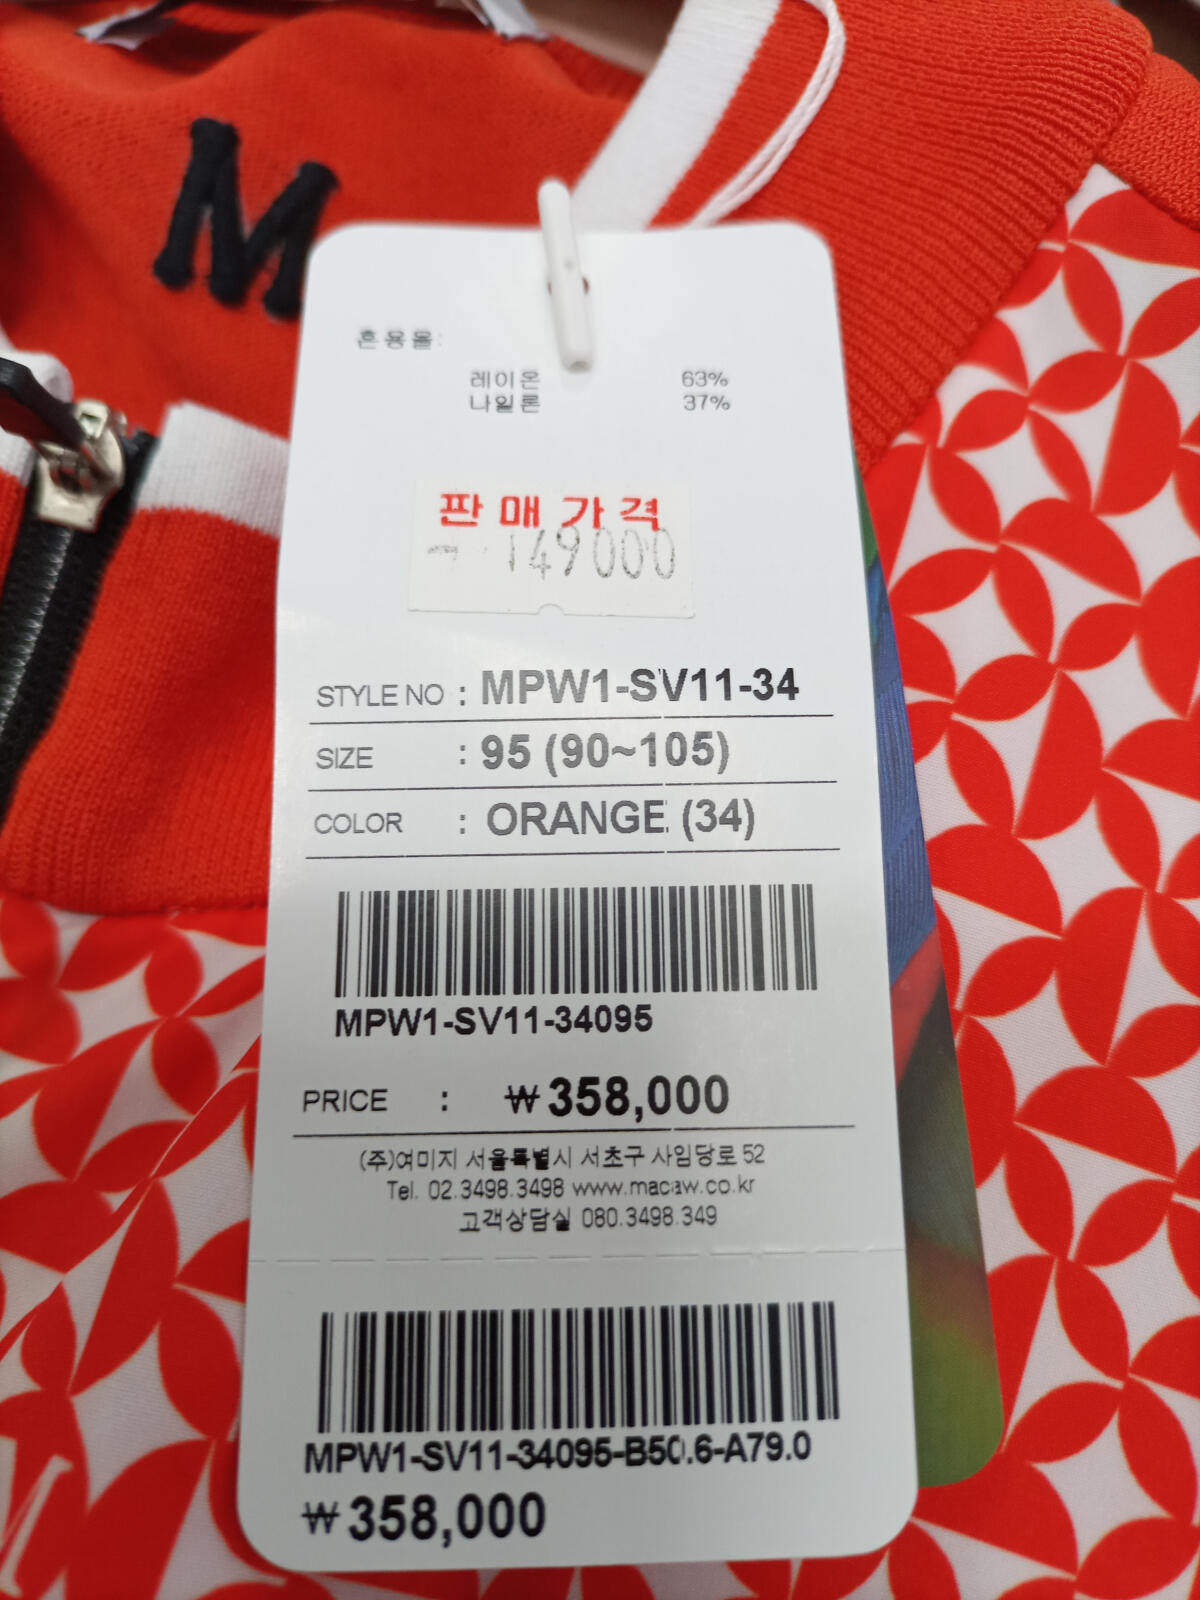 M
혼용율:
레이온 63%
나일론 37%
판매가격
149000
STYLE NO : MPW1-SV11-34
SIZE : 95 (90~105)
COLOR : ORANGE (34)
MPW1-SV11-34095
PRICE : ₩358,000
(주)여미지 서울특별시 서초구 사임당로 52
Tel. 02.3498.3498 www.macaw.co.kr
고객상담실 080.3498.349
MPW1-SV11-34095-B50.6-A79.0
₩358,000